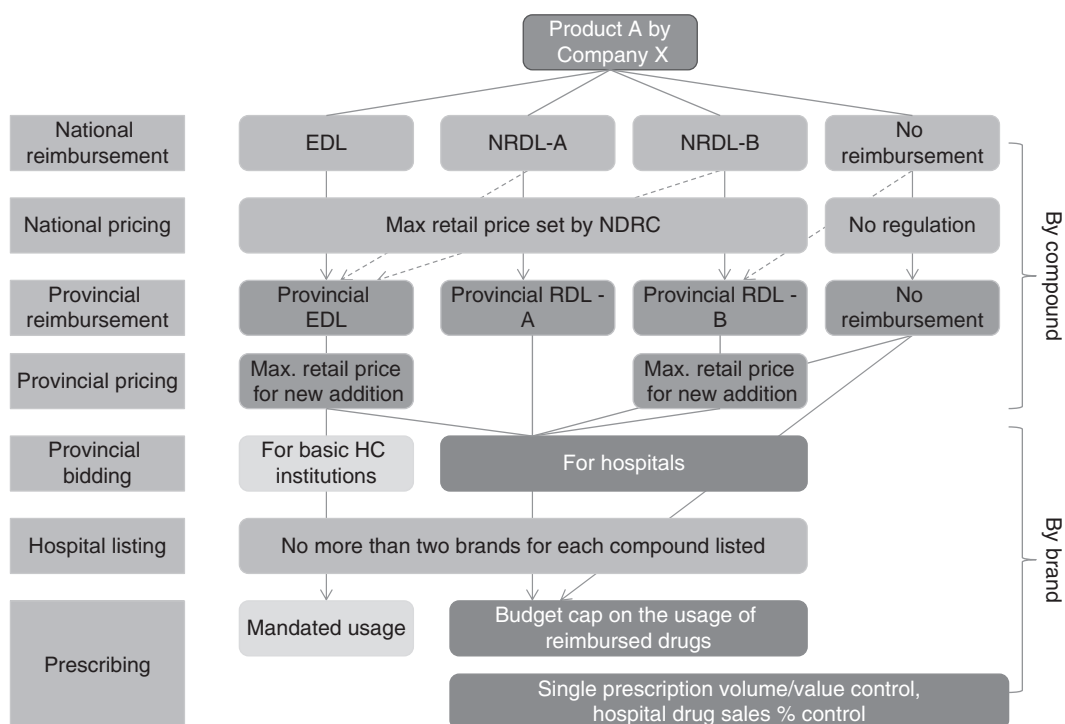 Product A by
Company X
National
reimbursement
EDL
NRDL-A
NRDL-B
No
reimbursement
National pricing
Max retail price set by NDRC
No regulation
Provincial
reimbursement
Provincial
EDL
Provincial RDL -
A
Provincial RDL -
B
No
reimbursement
Provincial pricing
Max. retail price
for new addition
Max. retail price
for new addition
By compound
Provincial
bidding
For basic HC
institutions
For hospitals
Hospital listing
No more than two brands for each compound listed
Prescribing
Mandated usage
Budget cap on the usage of
reimbursed drugs
Single prescription volume/value control,
hospital drug sales % control
By brand